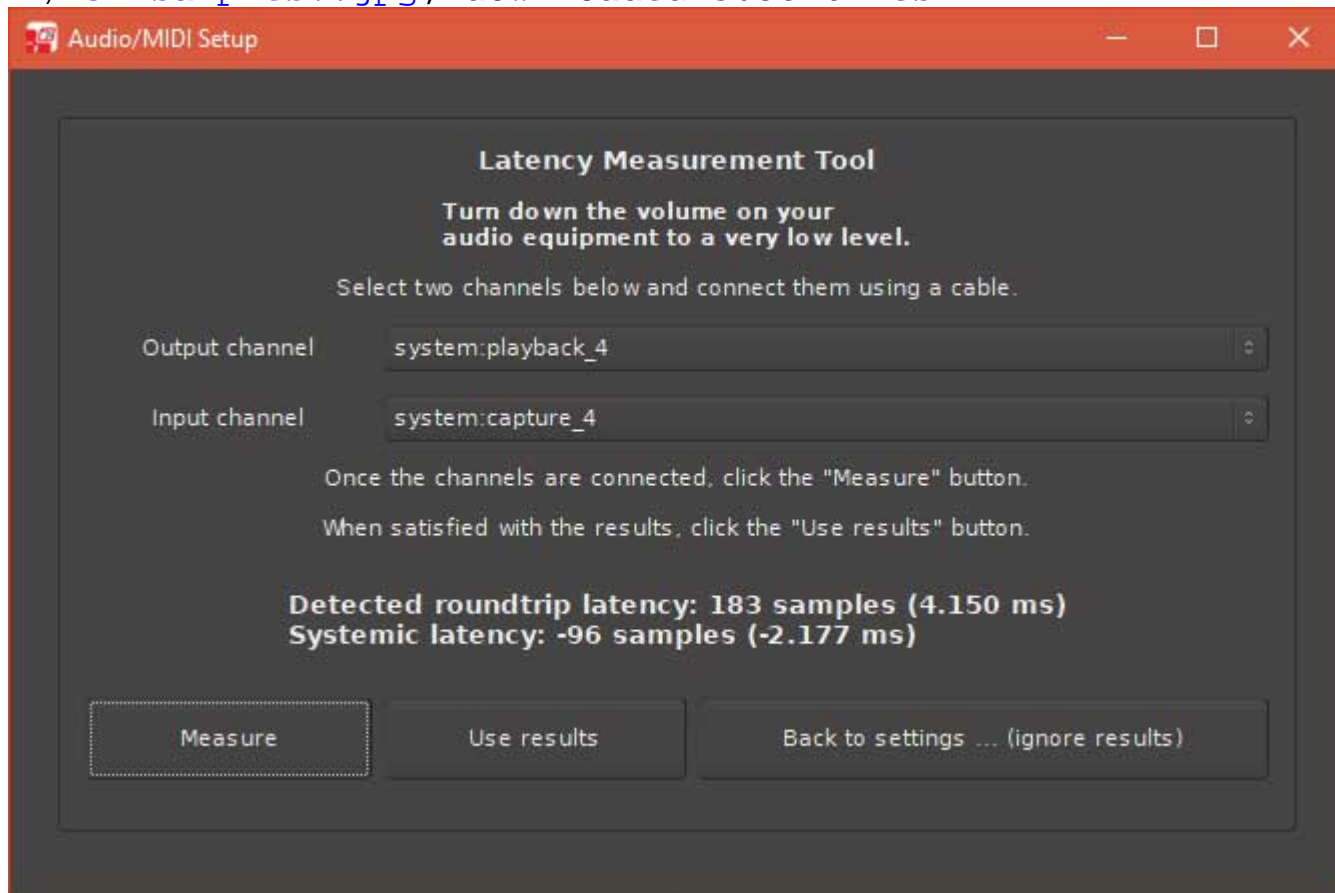 Audio/MIDI Setup
Latency Measurement Tool
Turn down the volume on your
audio equipment to a very low level.
Select two channels below and connect them using a cable.
Output channel system:playback_4
Input channel system:capture_4
Once the channels are connected, click the "Measure" button.
When satisfied with the results, click the "Use results" button.
Detected roundtrip latency: 183 samples (4.150 ms)
Systemic latency: -96 samples (-2.177 ms)
Measure Use results Back to settings ... (ignore results)